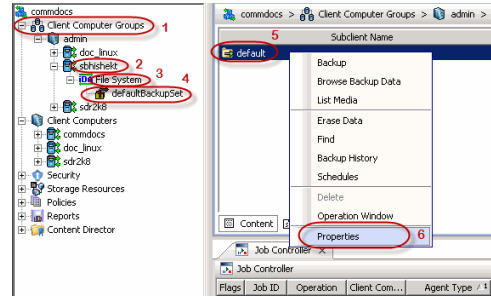 commdocs
Client Computer Groups 1
admin
doc_linux
sbhishekt 2
File System 3
defaultBackupSet 4
sdr2k8
Client Computers
commdocs
doc_linux
sdr2k8
Security
Storage Resources
Policies
Reports
Content Director
commdocs > Client Computer Groups > admin >
Subclient Name
5
default
Backup
Browse Backup Data
List Media
Erase Data
Find
Backup History
Schedules
Delete
Operation Window
Properties 6
Content
Job Controller
Job Controller
Flags Job ID Operation Client Com... Agent Type 1